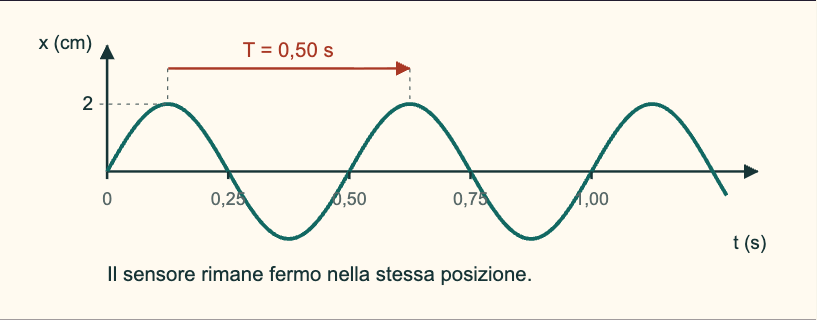 x (cm)
T = 0,50 s
2
0
0,25
0,50
0,75
1,00
t (s)
Il sensore rimane fermo nella stessa posizione.